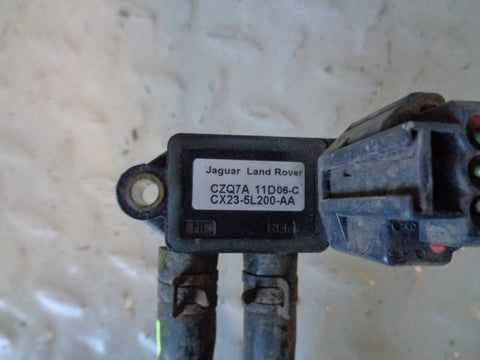 Jaguar Land Rover
CZQ7A 11D06-C
CX23-5L200-AA